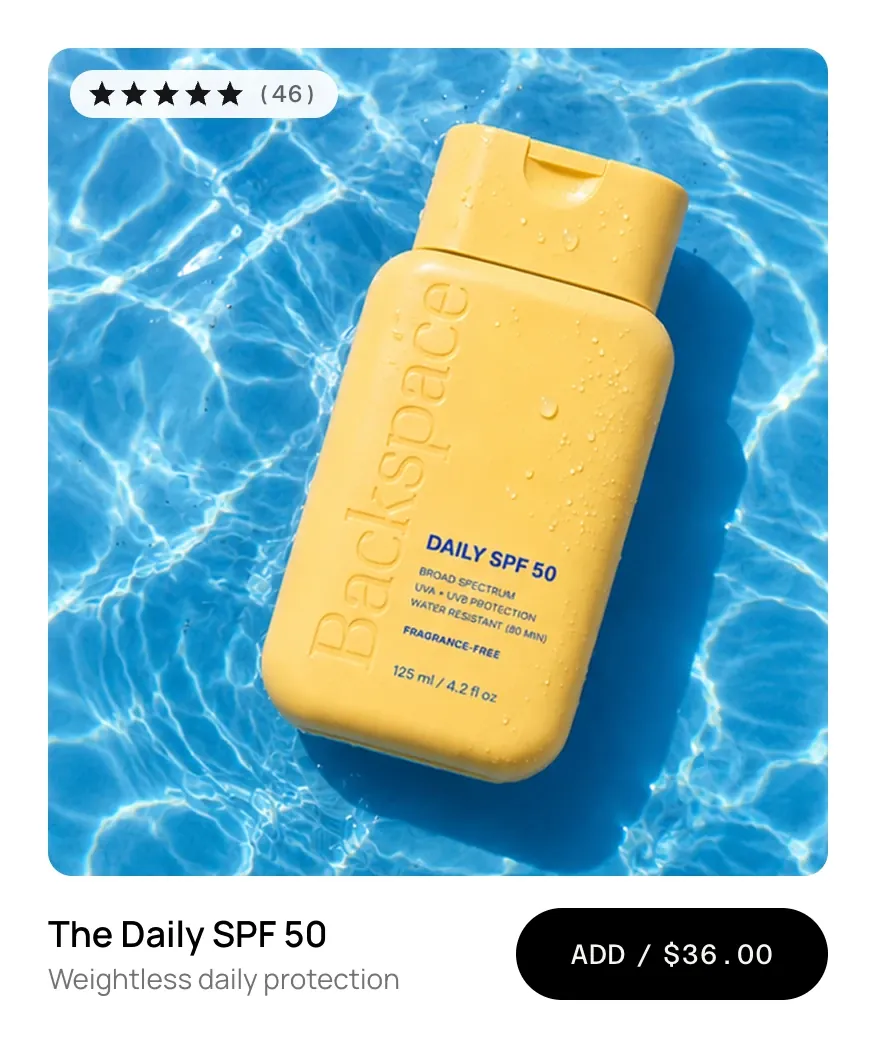 ★★★★★ (46)
Backspace
DAILY SPF 50
BROAD SPECTRUM
UVA + UVB PROTECTION
WATER RESISTANT (80 MIN)
FRAGRANCE-FREE
125 ml / 4.2 fl oz
The Daily SPF 50
Weightless daily protection
ADD / $36.00